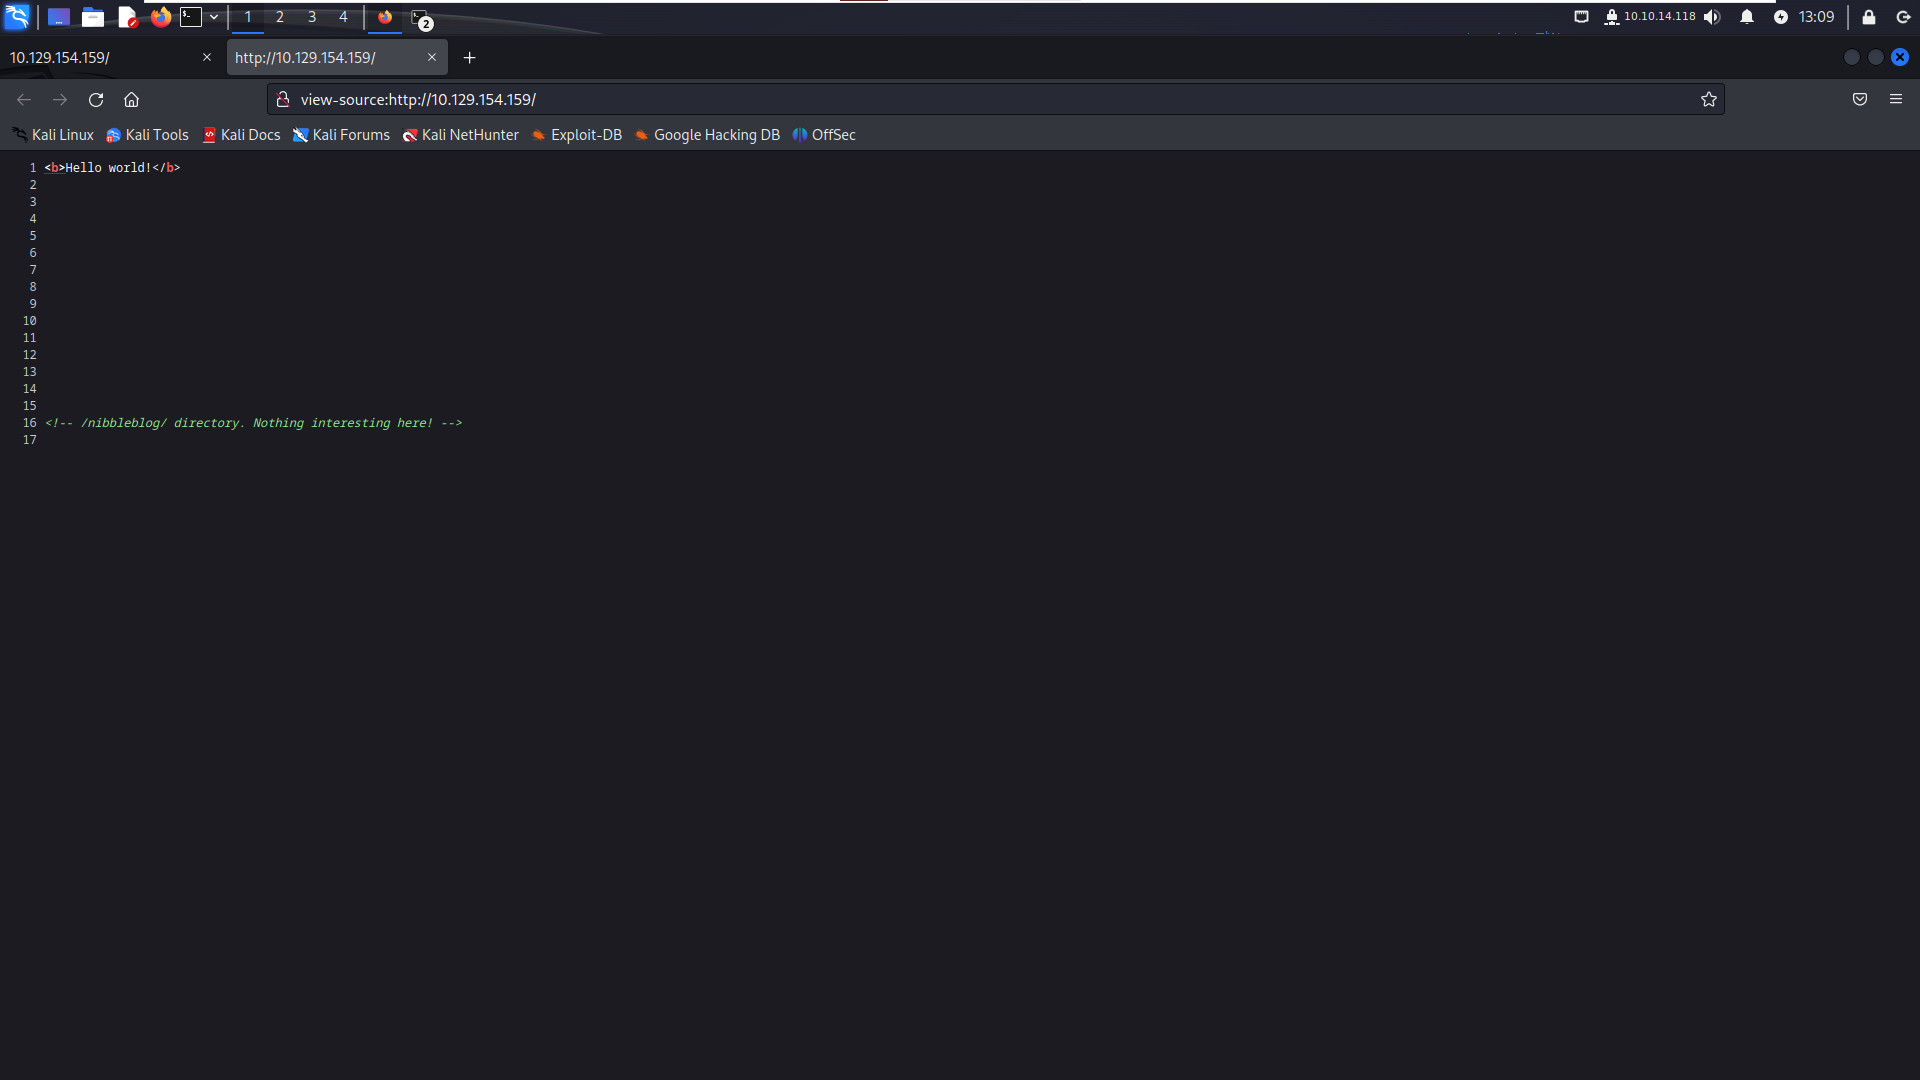 1 2 3 4 2 10.10.14.118 13:09
10.129.154.159/ http://10.129.154.159/
view-source:http://10.129.154.159/
Kali Linux Kali Tools Kali Docs Kali Forums Kali NetHunter Exploit-DB Google Hacking DB OffSec
1 <b>Hello world!</b>
2
3
4
5
6
7
8
9
10
11
12
13
14
15
16 <!-- /nibbleblog/ directory. Nothing interesting here! -->
17